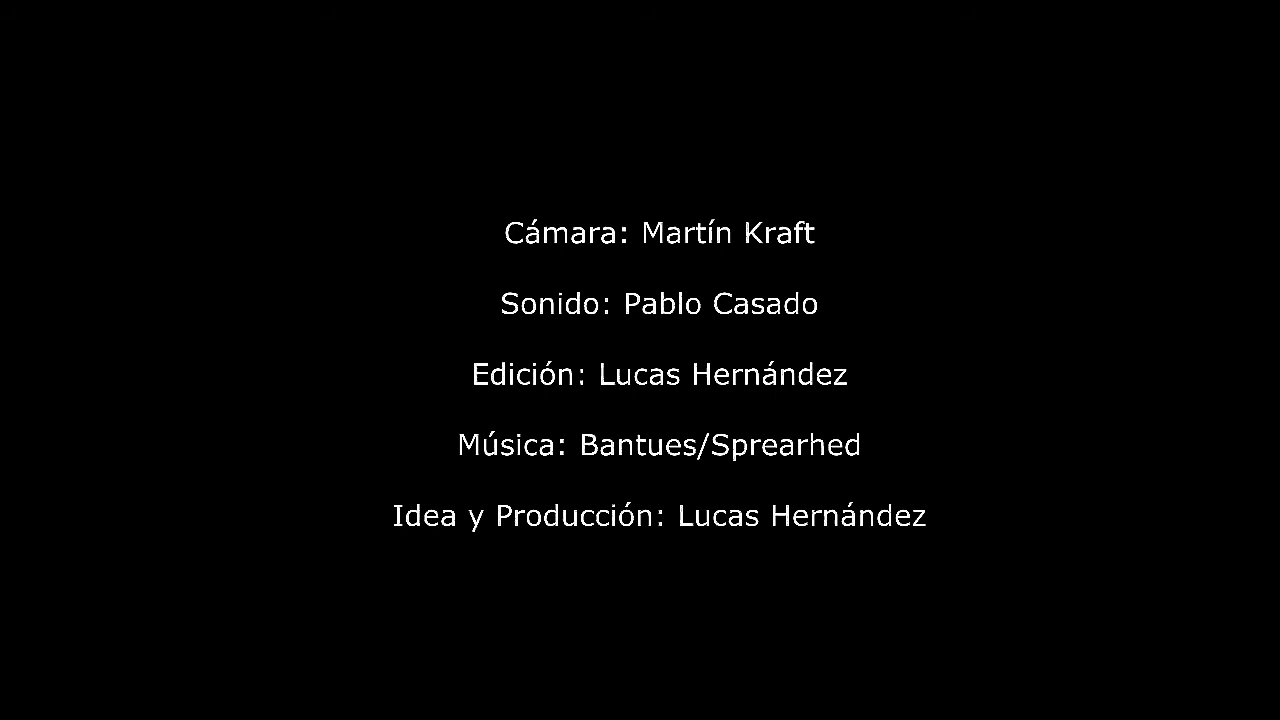 Cámara: Martín Kraft
Sonido: Pablo Casado
Edición: Lucas Hernández
Música: Bantues/Sprearhed
Idea y Producción: Lucas Hernández